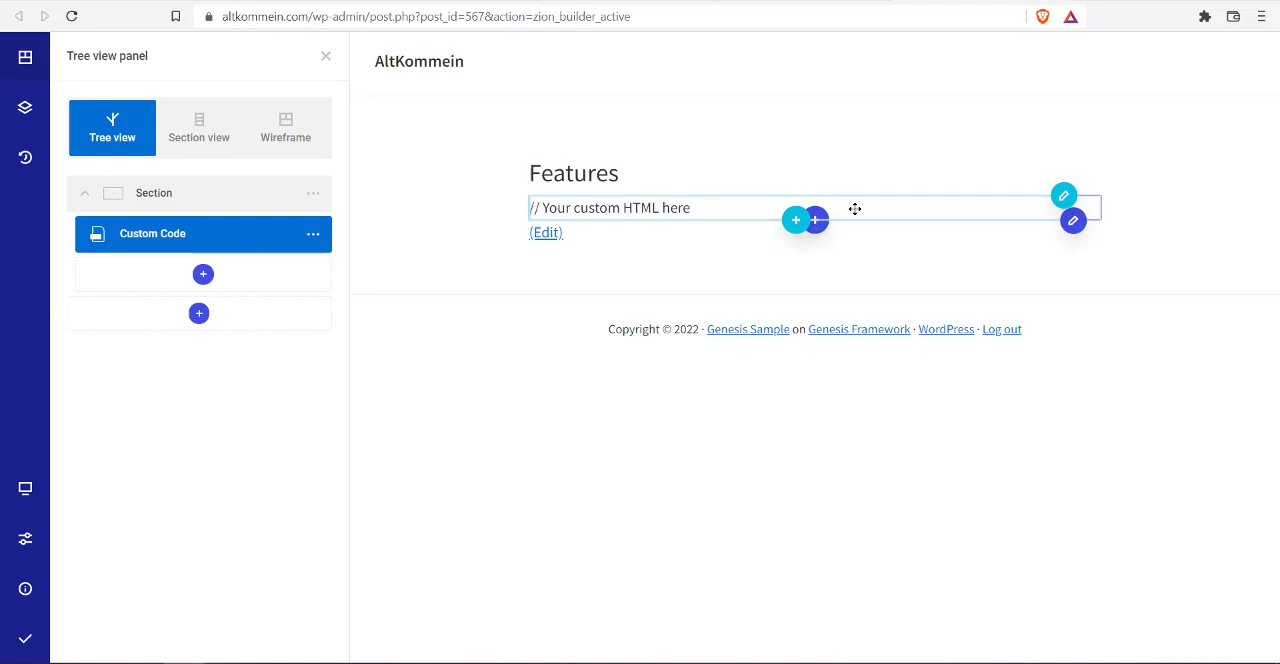 altkommein.com/wp-admin/post.php?post_id=567&action=zion_builder_active
Tree view panel
Tree view
Section view
Wireframe
Section
Custom Code
AltKommein
Features
// Your custom HTML here
(Edit)
Copyright © 2022 · Genesis Sample on Genesis Framework · WordPress · Log out